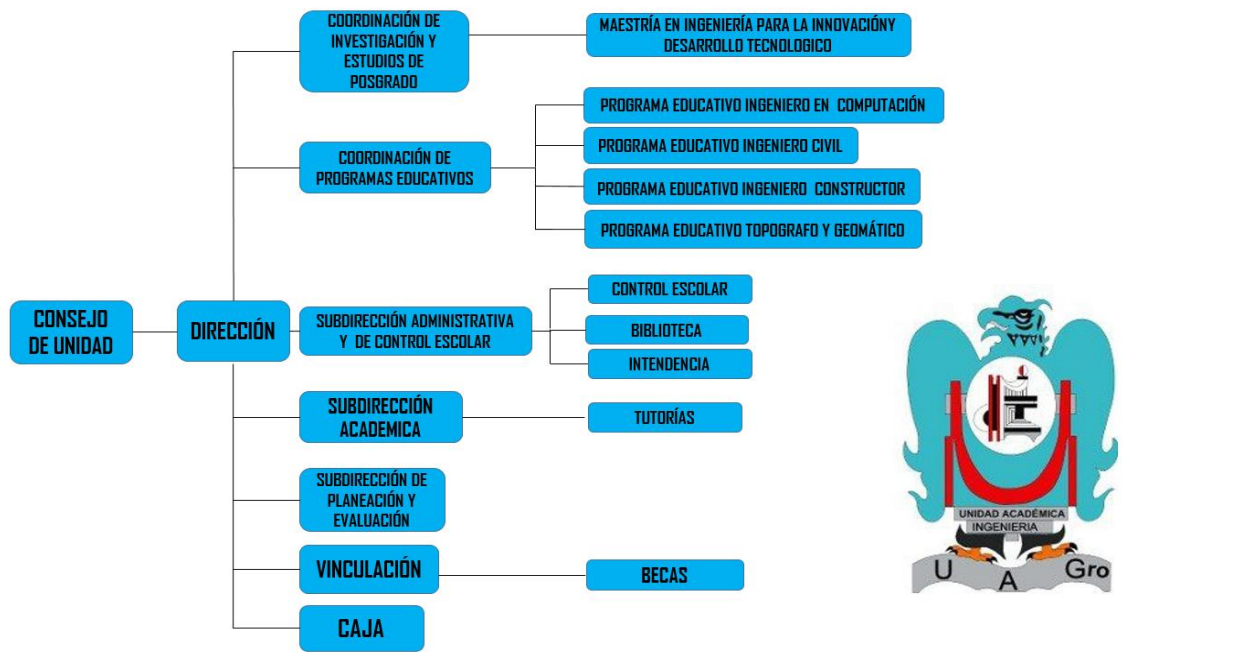 COORDINACIÓN DE
INVESTIGACIÓN Y
ESTUDIOS DE
POSGRADO
MAESTRÍA EN INGENIERÍA PARA LA INNOVACIÓNY
DESARROLLO TECNOLOGICO
COORDINACIÓN DE
PROGRAMAS EDUCATIVOS
PROGRAMA EDUCATIVO INGENIERO EN COMPUTACIÓN
PROGRAMA EDUCATIVO INGENIERO CIVIL
PROGRAMA EDUCATIVO INGENIERO CONSTRUCTOR
PROGRAMA EDUCATIVO TOPOGRAFO Y GEOMÁTICO
CONSEJO
DE UNIDAD
DIRECCIÓN
SUBDIRECCIÓN ADMINISTRATIVA
Y DE CONTROL ESCOLAR
CONTROL ESCOLAR
BIBLIOTECA
INTENDENCIA
SUBDIRECCIÓN
ACADEMICA
TUTORÍAS
SUBDIRECCIÓN DE
PLANEACIÓN Y
EVALUACIÓN
VINCULACIÓN
BECAS
CAJA
UNIDAD ACADÉMICA
INGENIERIA
U A Gro